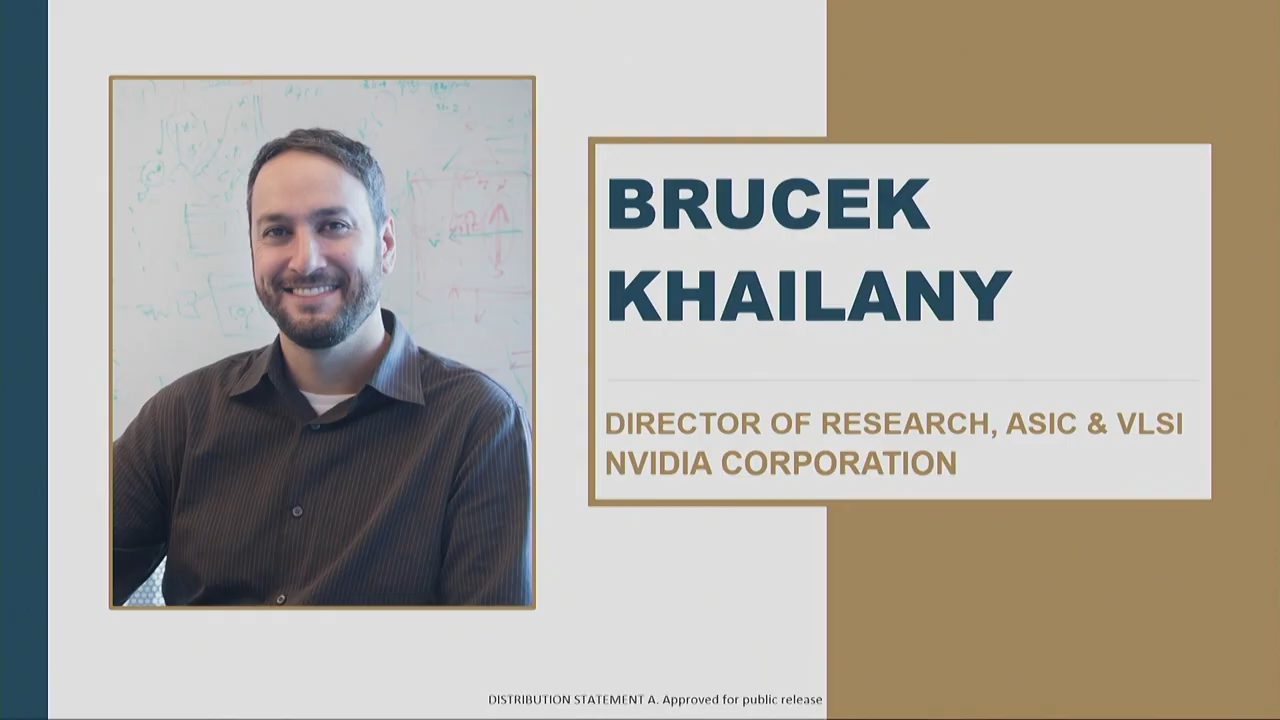 BRUCEK
KHAILANY
DIRECTOR OF RESEARCH, ASIC & VLSI
NVIDIA CORPORATION
DISTRIBUTION STATEMENT A. Approved for public release